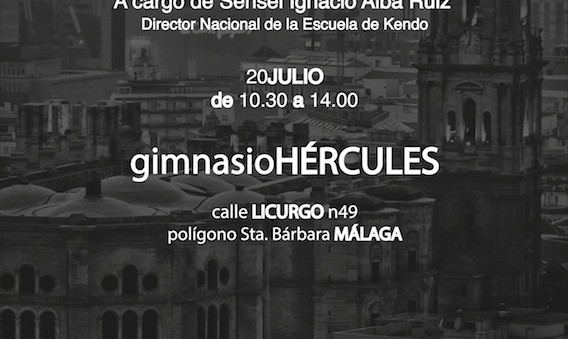 A cargo de Sensei Ignacio Alba Ruiz
Director Nacional de la Escuela de Kendo
20JULIO
de 10.30 a 14.00
gimnasioHÉRCULES
calle LICURGO n49
polígono Sta. Bárbara MÁLAGA